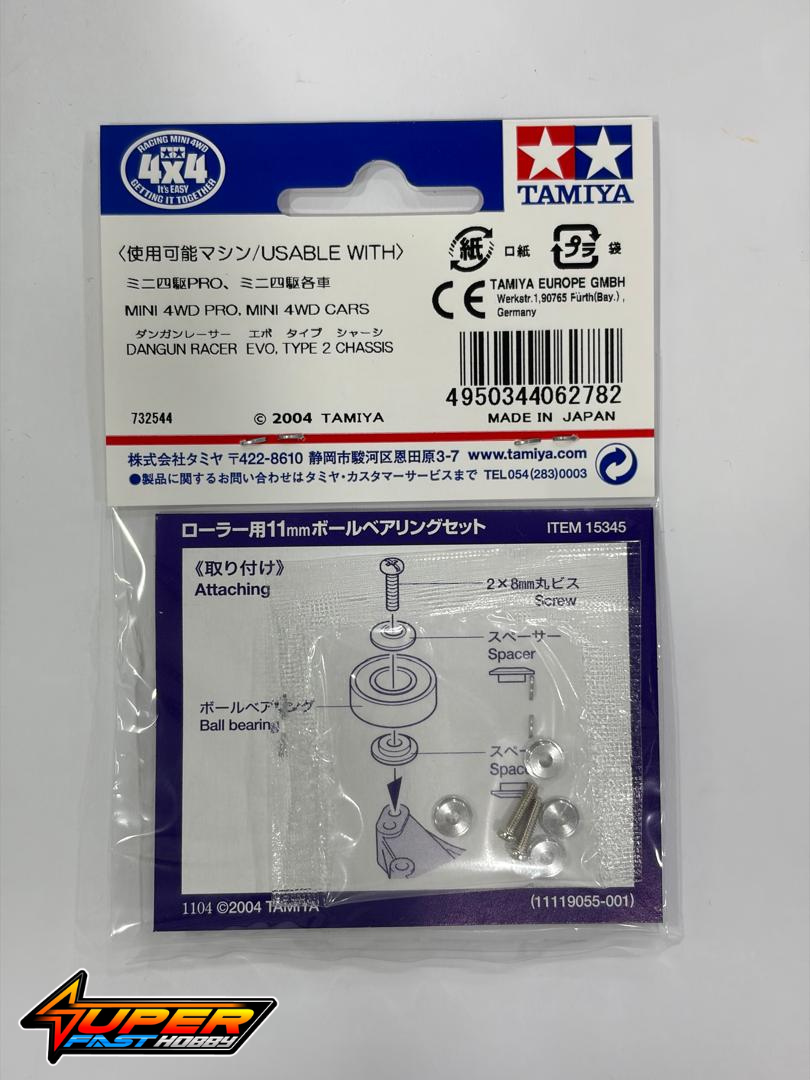 RACING MINI 4WD
4x4
It's EASY
GETTING IT TOGETHER
TAMIYA
〈使用可能マシン/USABLE WITH〉
ミニ四駆PRO、ミニ四駆各車
MINI 4WD PRO, MINI 4WD CARS
ダンガンレーサー エボ タイプ シャーシ
DANGUN RACER EVO, TYPE 2 CHASSIS
紙 口紙 プラ 袋
CE TAMIYA EUROPE GMBH
Werkstr.1,90765 Fürth(Bay.),
Germany
4950344062782
732544 © 2004 TAMIYA MADE IN JAPAN
株式会社タミヤ 〒422-8610 静岡市駿河区恩田原3-7 www.tamiya.com
●製品に関するお問い合わせはタミヤ・カスタマーサービスまで TEL054(283)0003
ローラー用11mmボールベアリングセット ITEM 15345
《取り付け》
Attaching
2×8mm丸ビス
Screw
スペーサー
Spacer
ボールベアリング
Ball bearing
1104 ©2004 TAMIYA (11119055-001)
SUPER
FAST HOBBY